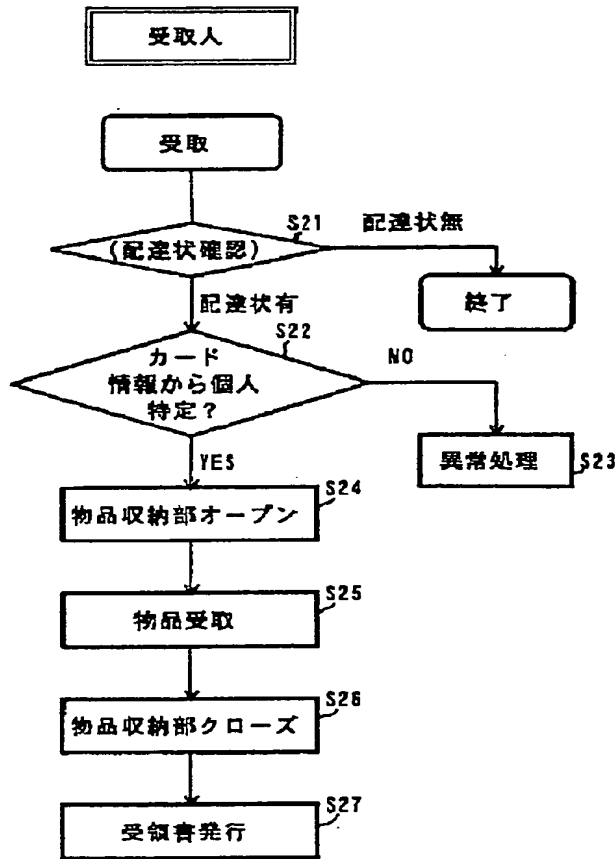 受取人
受取
S21
(配達状確認)
配達状無
終了
配達状有
S22
カード
情報から個人
特定？
NO
異常処理
S23
YES
S24
物品収納部オープン
S25
物品受取
S26
物品収納部クローズ
S27
受領書発行